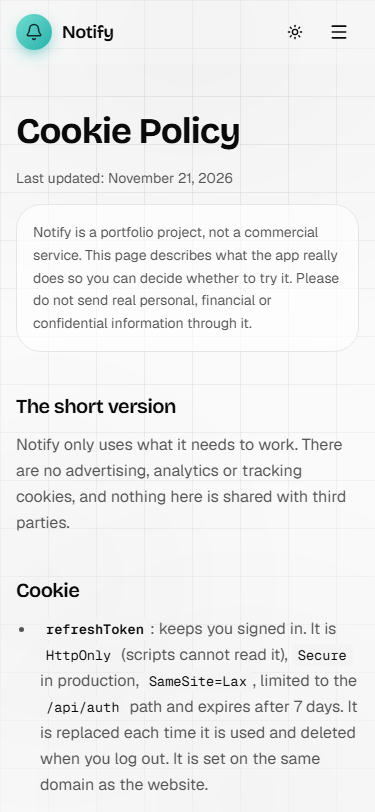 Notify
Cookie Policy
Last updated: November 21, 2026
Notify is a portfolio project, not a commercial
service. This page describes what the app really
does so you can decide whether to try it. Please
do not send real personal, financial or
confidential information through it.
The short version
Notify only uses what it needs to work. There
are no advertising, analytics or tracking
cookies, and nothing here is shared with third
parties.
Cookie
• refreshToken : keeps you signed in. It is
HttpOnly (scripts cannot read it), Secure
in production, SameSite=Lax , limited to the
/api/auth path and expires after 7 days. It
is replaced each time it is used and deleted
when you log out. It is set on the same
domain as the website.